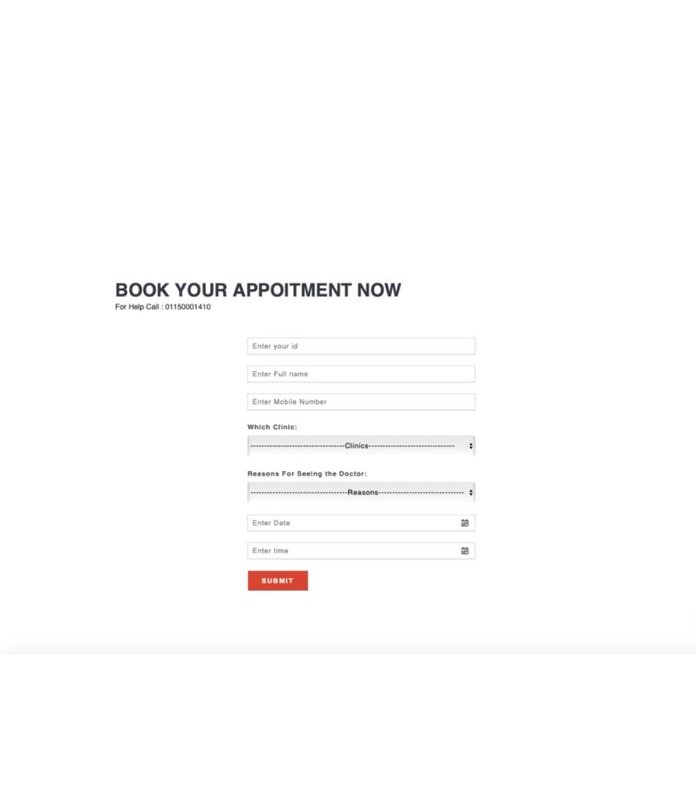 BOOK YOUR APPOITMENT NOW
For Help Call : 01150001410
Enter your id
Enter Full name
Enter Mobile Number
Which Clinic:
-----------------------------------Clinics--------------------------------
Reasons For Seeing the Doctor:
------------------------------------Reasons--------------------------------
Enter Date
Enter time
SUBMIT